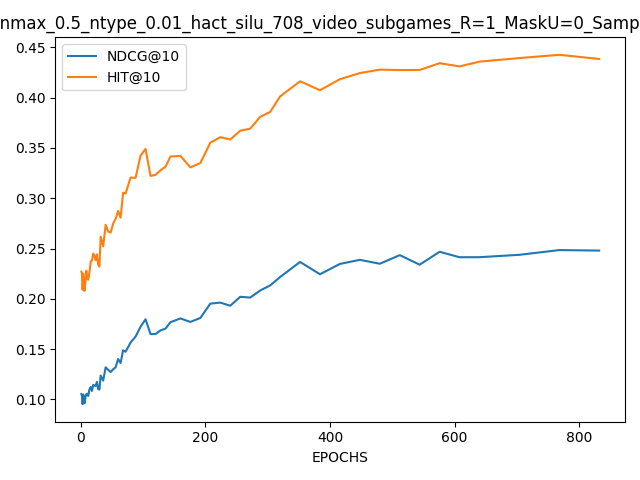 nmax_0.5_ntype_0.01_hact_silu_708_video_subgames_R=1_MaskU=0_Samp
NDCG@10
HIT@10
0.45
0.40
0.35
0.30
0.25
0.20
0.15
0.10
0 200 400 600 800
EPOCHS